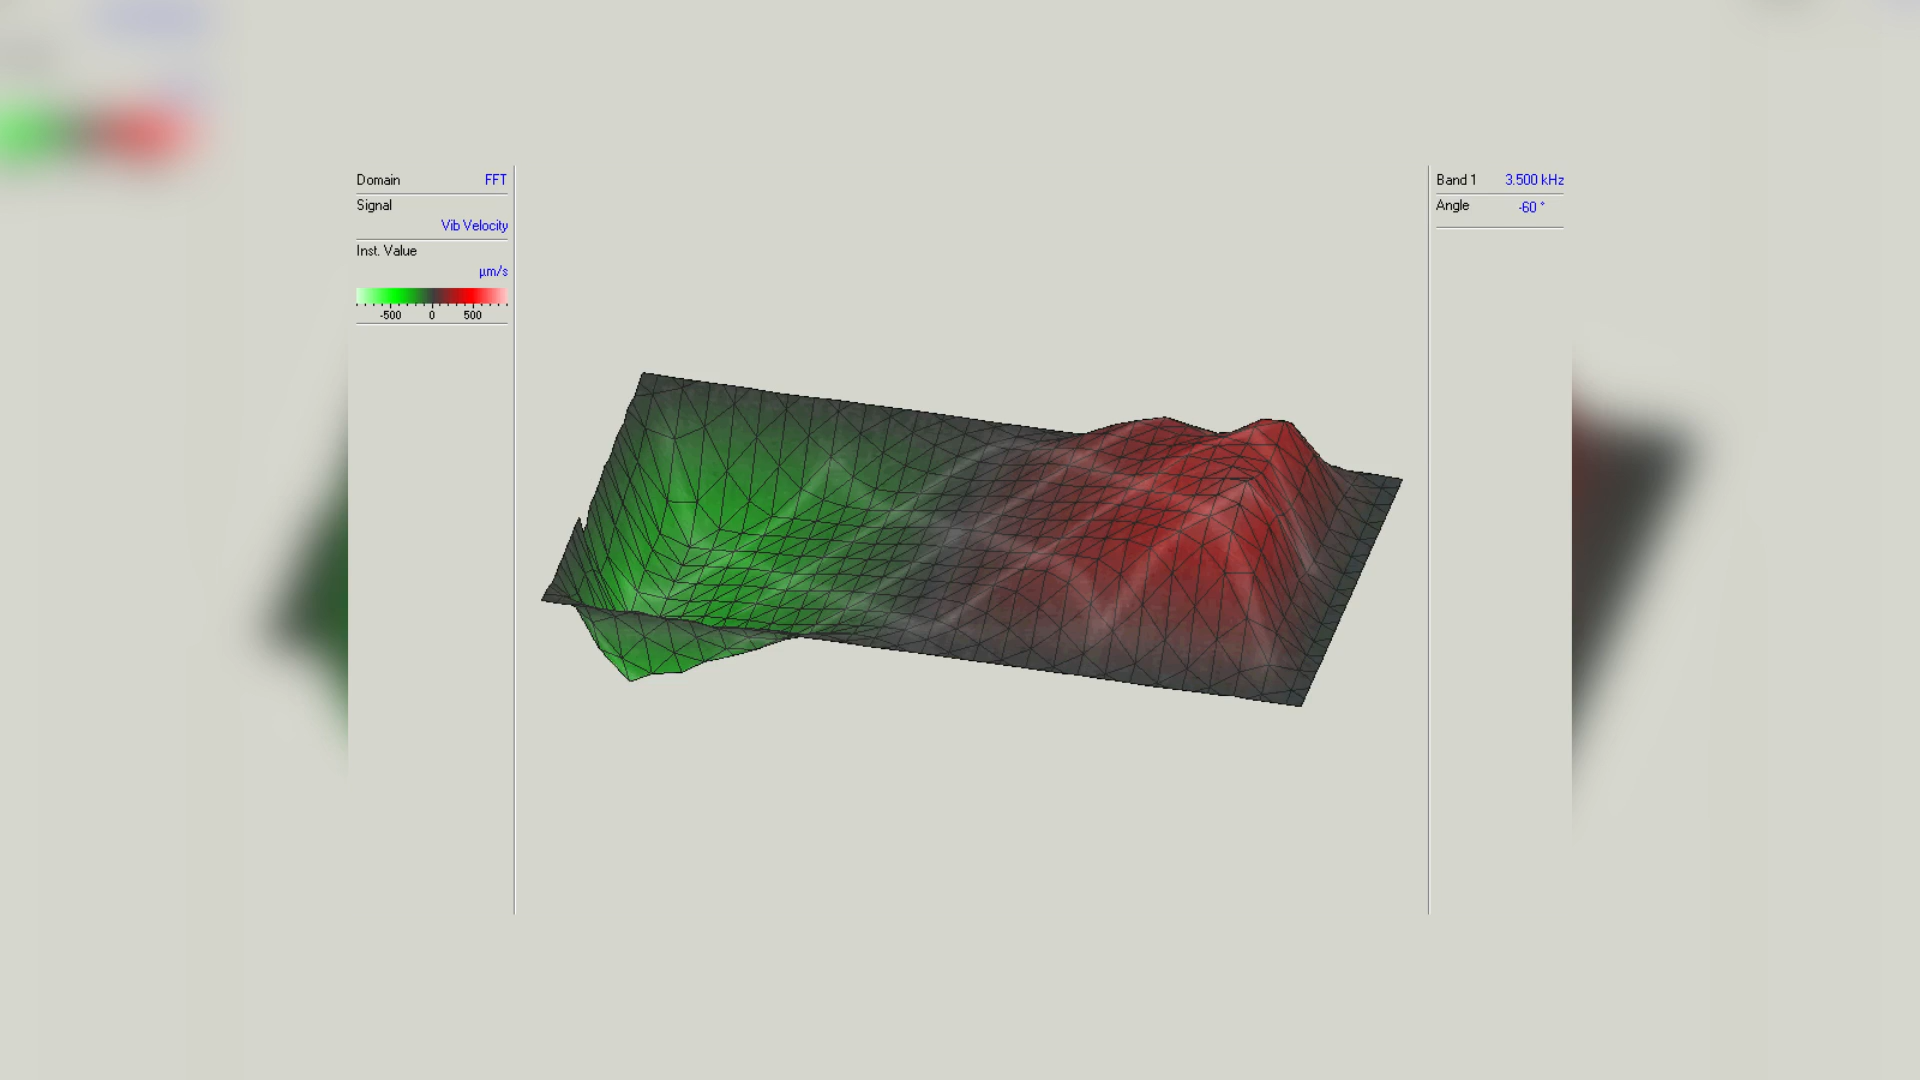 Domain FFT
Signal
Vib Velocity
Inst. Value
µm/s
-500 0 500
Band 1 3.500 kHz
Angle -60 °